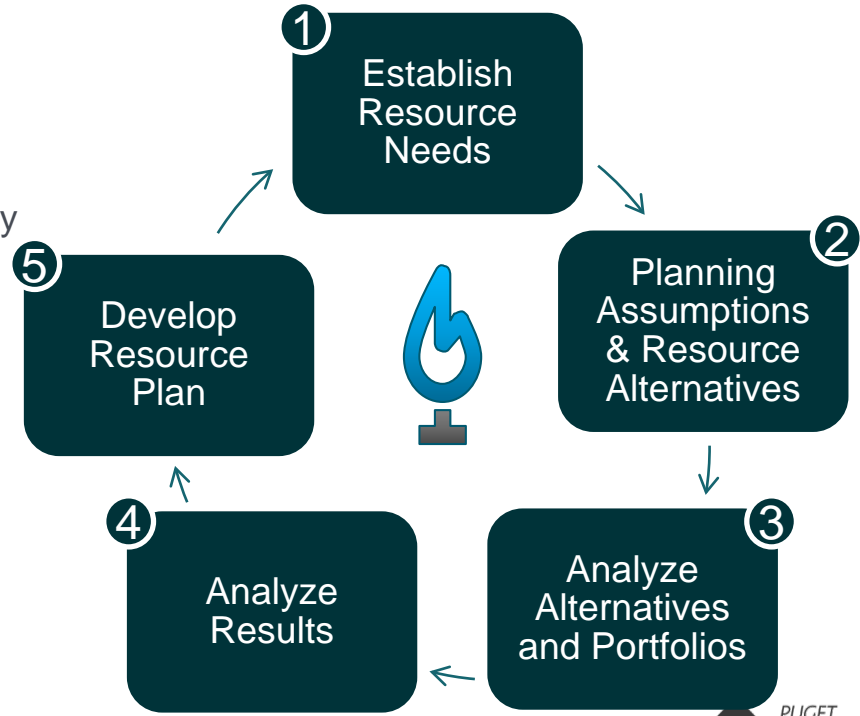 1
Establish
Resource
Needs
y
2
Planning
Assumptions
& Resource
Alternatives
3
Analyze
Alternatives
and Portfolios
4
Analyze
Results
5
Develop
Resource
Plan
PUGET